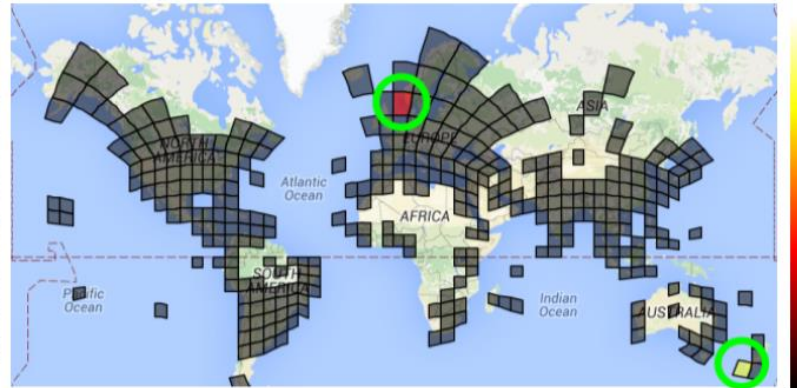 ASIA
NORTH
AMERICA
EUROPE
Atlantic
Ocean
AFRICA
SOUTH
AMERICA
Pacific
Ocean
Indian
Ocean
AUSTRALIA